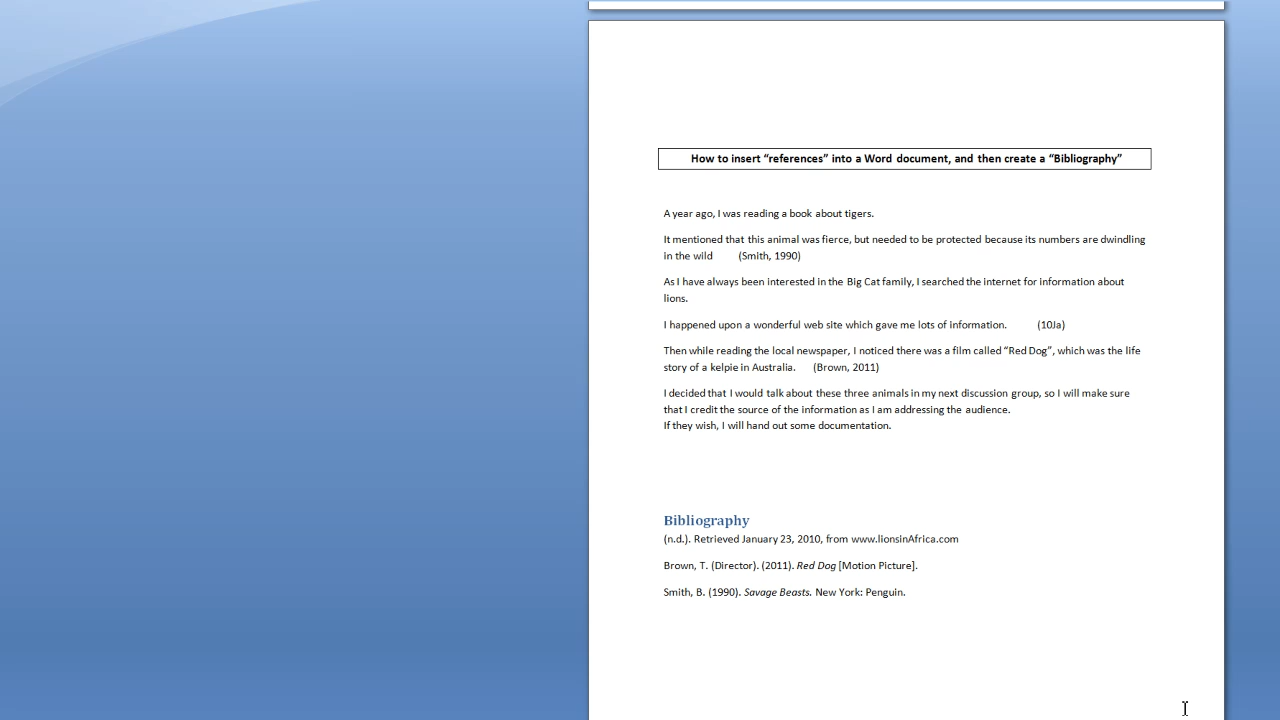 How to insert “references” into a Word document, and then create a “Bibliography”
A year ago, I was reading a book about tigers.
It mentioned that this animal was fierce, but needed to be protected because its numbers are dwindling
in the wild (Smith, 1990)
As I have always been interested in the Big Cat family, I searched the internet for information about
lions.
I happened upon a wonderful web site which gave me lots of information. (10Ja)
Then while reading the local newspaper, I noticed there was a film called “Red Dog”, which was the life
story of a kelpie in Australia. (Brown, 2011)
I decided that I would talk about these three animals in my next discussion group, so I will make sure
that I credit the source of the information as I am addressing the audience.
If they wish, I will hand out some documentation.
Bibliography
(n.d.). Retrieved January 23, 2010, from www.lionsinAfrica.com
Brown, T. (Director). (2011). Red Dog [Motion Picture].
Smith, B. (1990). Savage Beasts. New York: Penguin.